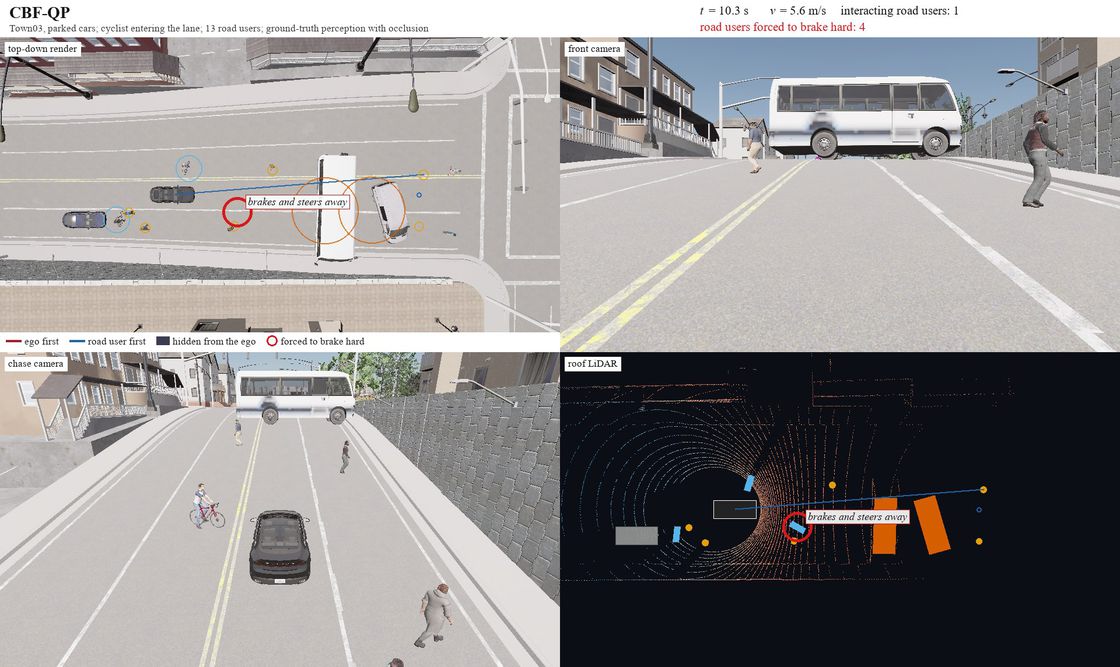 CBF-QP
Town03, parked cars; cyclist entering the lane; 13 road users; ground-truth perception with occlusion
t = 10.3 s v = 5.6 m/s interacting road users: 1
road users forced to brake hard: 4
top-down render
brakes and steers away
ego first road user first hidden from the ego forced to brake hard
front camera
chase camera
roof LiDAR
brakes and steers away